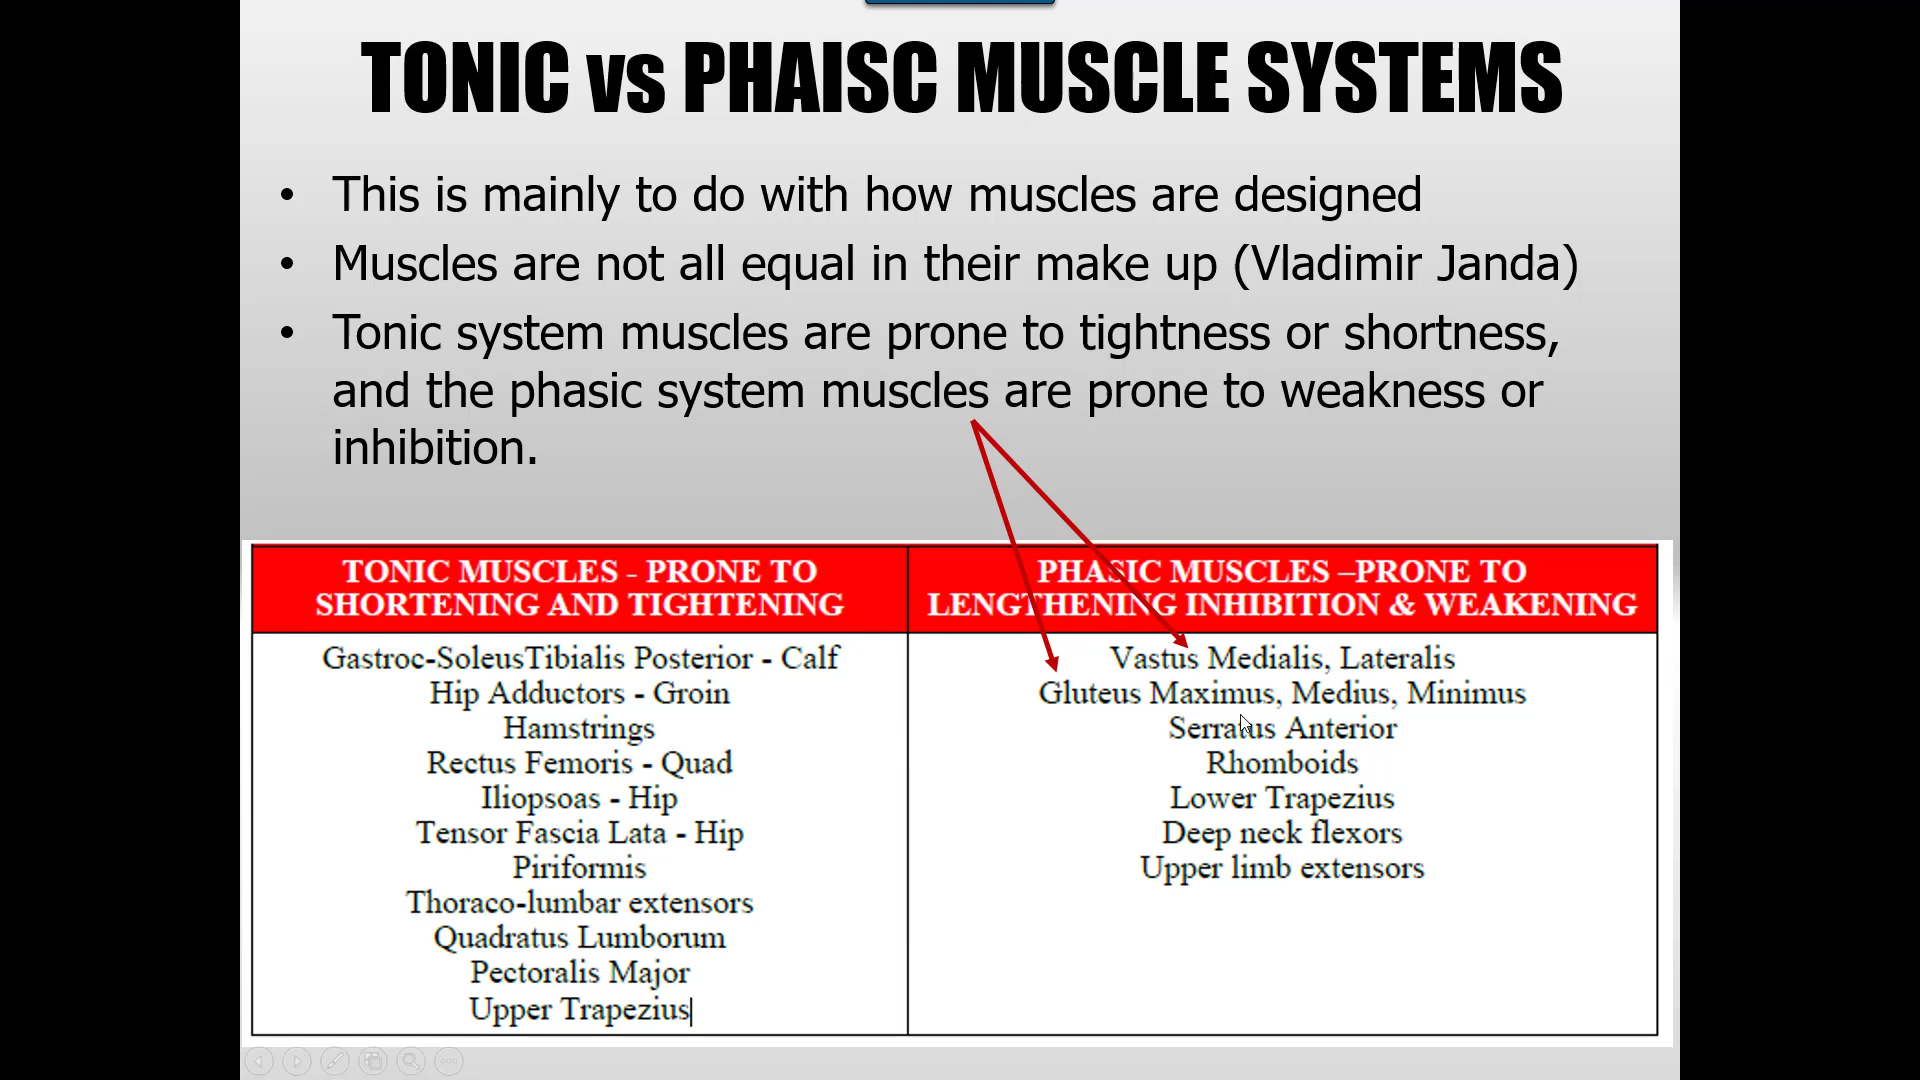 TONIC vs PHAISC MUSCLE SYSTEMS
• This is mainly to do with how muscles are designed
• Muscles are not all equal in their make up (Vladimir Janda)
• Tonic system muscles are prone to tightness or shortness,
and the phasic system muscles are prone to weakness or
inhibition.
TONIC MUSCLES - PRONE TO
SHORTENING AND TIGHTENING
Gastroc-SoleusTibialis Posterior - Calf
Hip Adductors - Groin
Hamstrings
Rectus Femoris - Quad
Iliopsoas - Hip
Tensor Fascia Lata - Hip
Piriformis
Thoraco-lumbar extensors
Quadratus Lumborum
Pectoralis Major
Upper Trapezius
PHASIC MUSCLES –PRONE TO
LENGTHENING INHIBITION & WEAKENING
Vastus Medialis, Lateralis
Gluteus Maximus, Medius, Minimus
Serratus Anterior
Rhomboids
Lower Trapezius
Deep neck flexors
Upper limb extensors